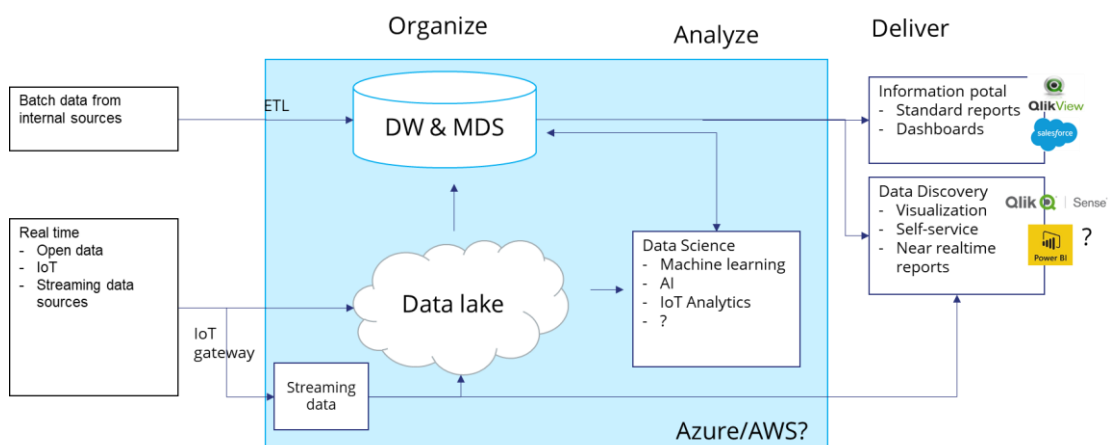 Organize
Analyze
Deliver
Batch data from
internal sources
ETL
DW & MDS
Information potal
- Standard reports
- Dashboards
QlikView
salesforce
Real time
- Open data
- IoT
- Streaming data
sources
IoT
gateway
Data lake
Streaming
data
Data Science
- Machine learning
- AI
- IoT Analytics
- ?
Data Discovery
- Visualization
- Self-service
- Near realtime
reports
Qlik Sense
Power BI
?
Azure/AWS?